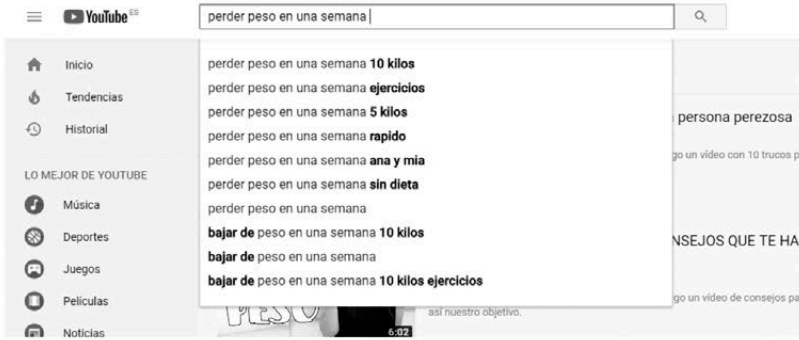 YouTube ES
perder peso en una semana
Inicio
Tendencias
Historial
LO MEJOR DE YOUTUBE
Música
Deportes
Juegos
Películas
Noticias
perder peso en una semana 10 kilos
perder peso en una semana ejercicios
perder peso en una semana 5 kilos
perder peso en una semana rapido
perder peso en una semana ana y mia
perder peso en una semana sin dieta
perder peso en una semana
bajar de peso en una semana 10 kilos
bajar de peso en una semana
bajar de peso en una semana 10 kilos ejercicios
persona perezosa
go un vídeo con 10 trucos p
NSEJOS QUE TE HA
go un vídeo de consejos pa
así nuestro objetivo.
PESO
6:02